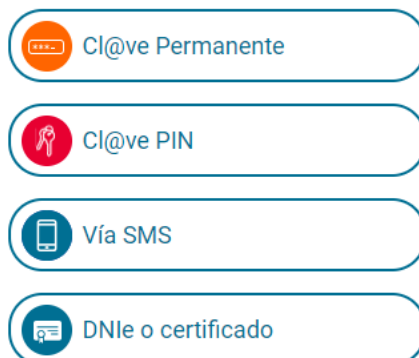 Cl@ve Permanente
Cl@ve PIN
Vía SMS
DNIe o certificado